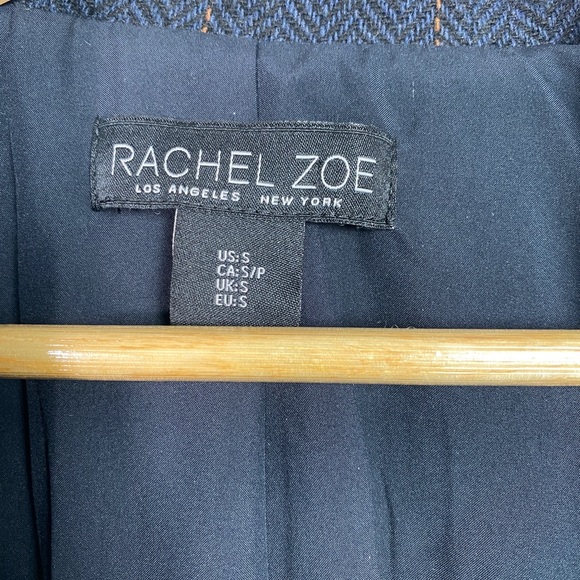 RACHEL ZOE
LOS ANGELES NEW YORK
US: S
CA: S/P
UK: S
EU: S